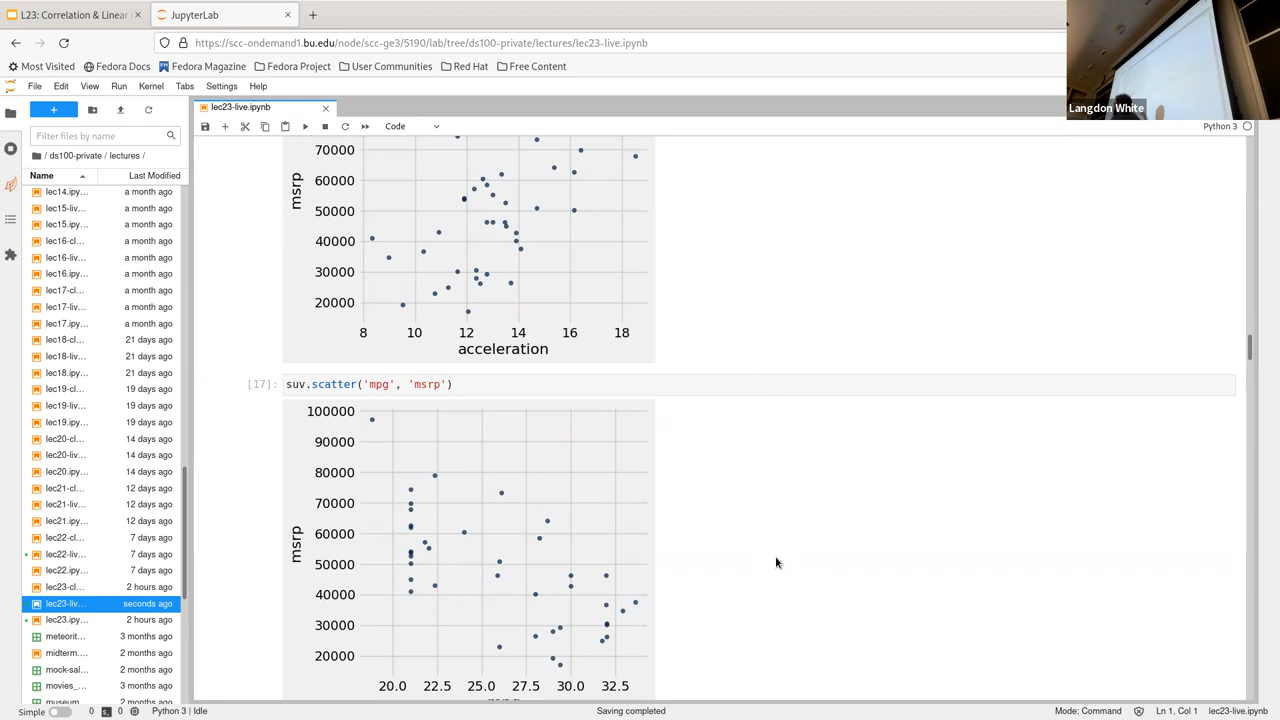 L23: Correlation & Linear
JupyterLab
https://scc-ondemand1.bu.edu/node/scc-ge3/5190/lab/tree/ds100-private/lectures/lec23-live.ipynb
Most Visited Fedora Docs Fedora Magazine Fedora Project User Communities Red Hat Free Content
Langdon White
File Edit View Run Kernel Tabs Settings Help
lec23-live.ipynb
Code
Python 3
Filter files by name
/ ds100-private / lectures /
Name Last Modified
lec14.ipy... a month ago
lec15-liv... a month ago
lec15.ipy... a month ago
lec16-cl... a month ago
lec16-liv... a month ago
lec16.ipy... a month ago
lec17-cl... a month ago
lec17-liv... a month ago
lec17.ipy... a month ago
lec18-cl... 21 days ago
lec18-liv... 21 days ago
lec18.ipy... 21 days ago
lec19-cl... 19 days ago
lec19-liv... 19 days ago
lec19.ipy... 19 days ago
lec20-cl... 14 days ago
lec20-liv... 14 days ago
lec20.ipy... 14 days ago
lec21-cl... 12 days ago
lec21-liv... 12 days ago
lec21.ipy... 12 days ago
lec22-cl... 7 days ago
lec22-liv... 7 days ago
lec22.ipy... 7 days ago
lec23-cl... 2 hours ago
lec23-liv... seconds ago
lec23.ipy... 2 hours ago
meteorit... 3 months ago
midterm.... 2 months ago
mock-sal... 2 months ago
movies_... 3 months ago
museum 2 months ago
70000
60000
50000
40000
30000
20000
msrp
8 10 12 14 16 18
acceleration
[17]: suv.scatter('mpg', 'msrp')
100000
90000
80000
70000
60000
50000
40000
30000
20000
msrp
20.0 22.5 25.0 27.5 30.0 32.5
Simple 0 0 Python 3 | Idle Saving completed Mode: Command Ln 1, Col 1 lec23-live.ipynb